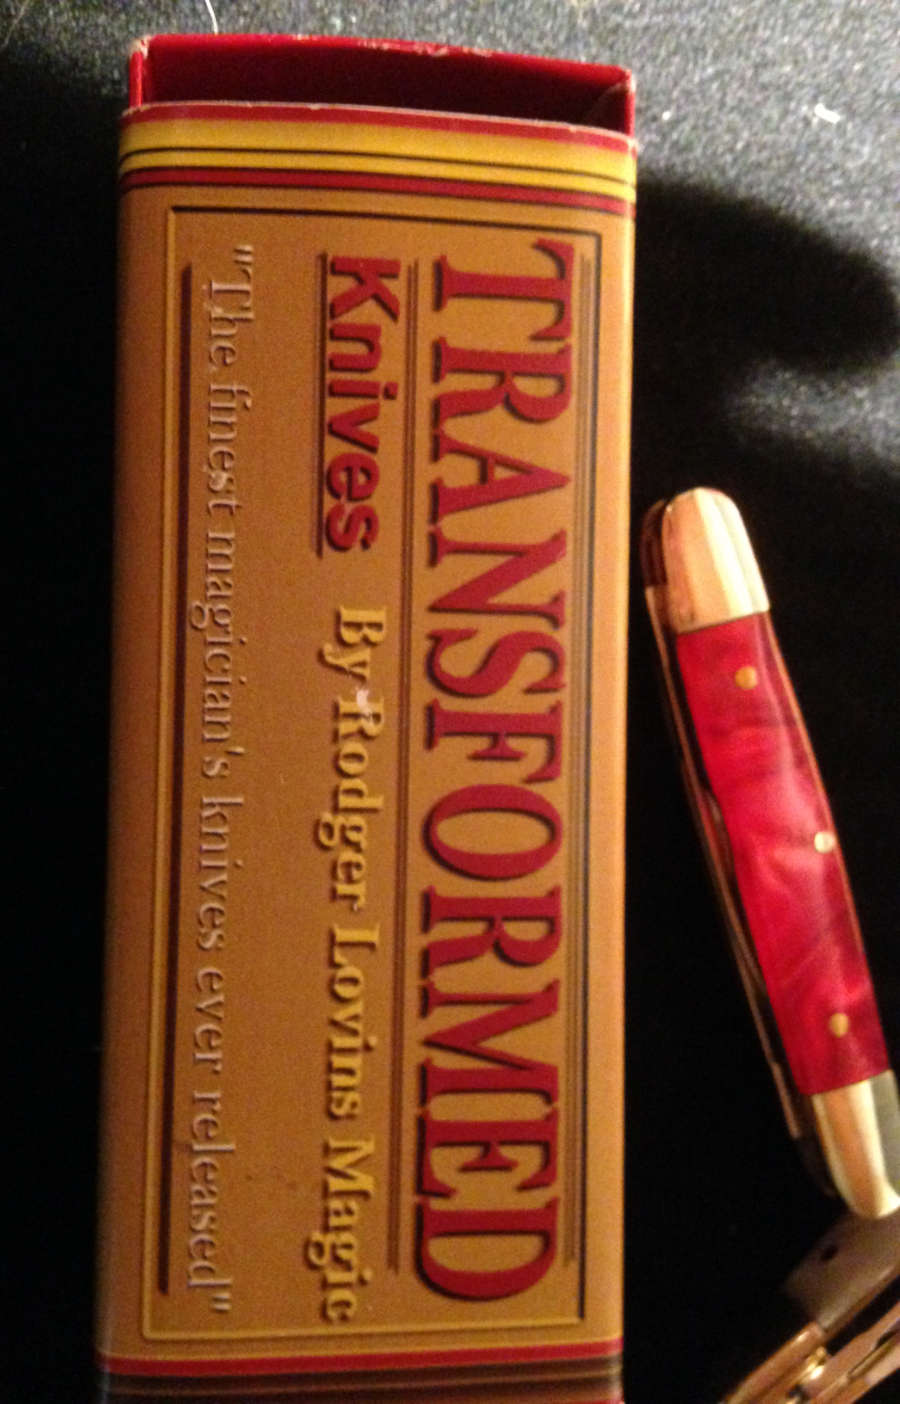 TRANSFORMED
Knives By Rodger Lovins Magic
"The finest magician's knives ever released"